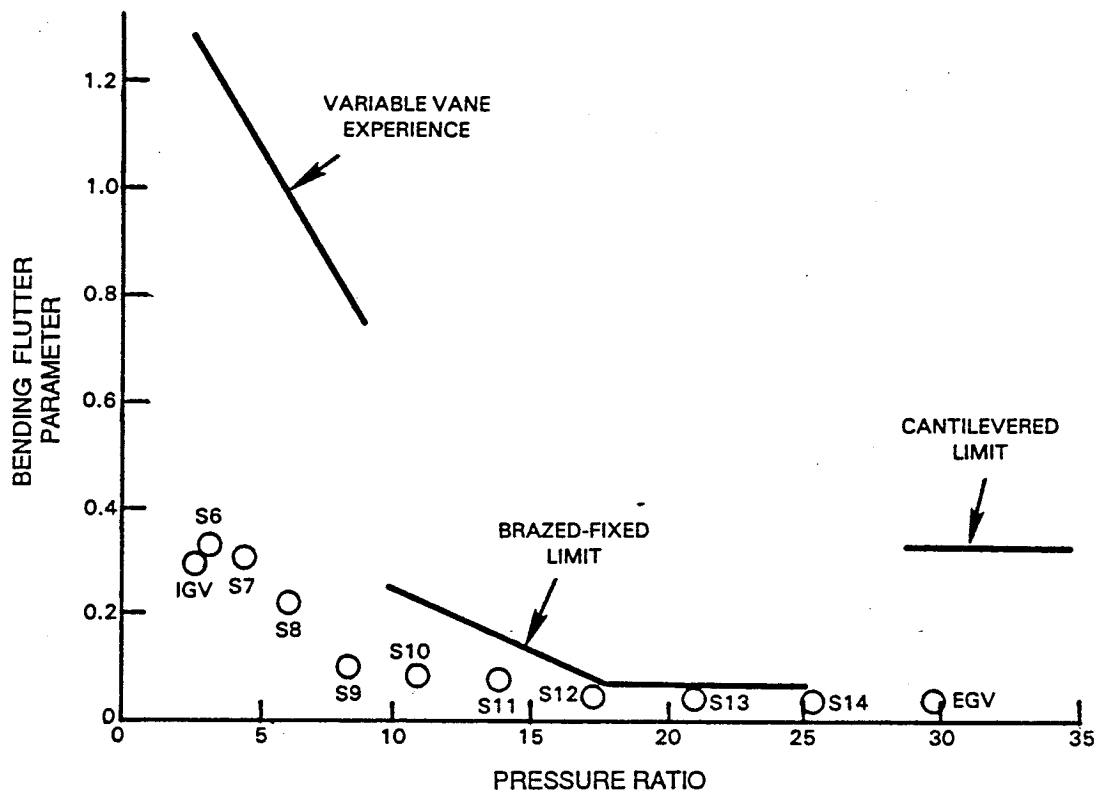 1.2
1.0
0.8
0.6
0.4
0.2
0
BENDING FLUTTER
PARAMETER
VARIABLE VANE
EXPERIENCE
CANTILEVERED
LIMIT
BRAZED-FIXED
LIMIT
S6
IGV
S7
S8
S9
S10
S11
S12
S13
S14
EGV
0 5 10 15 20 25 30 35
PRESSURE RATIO